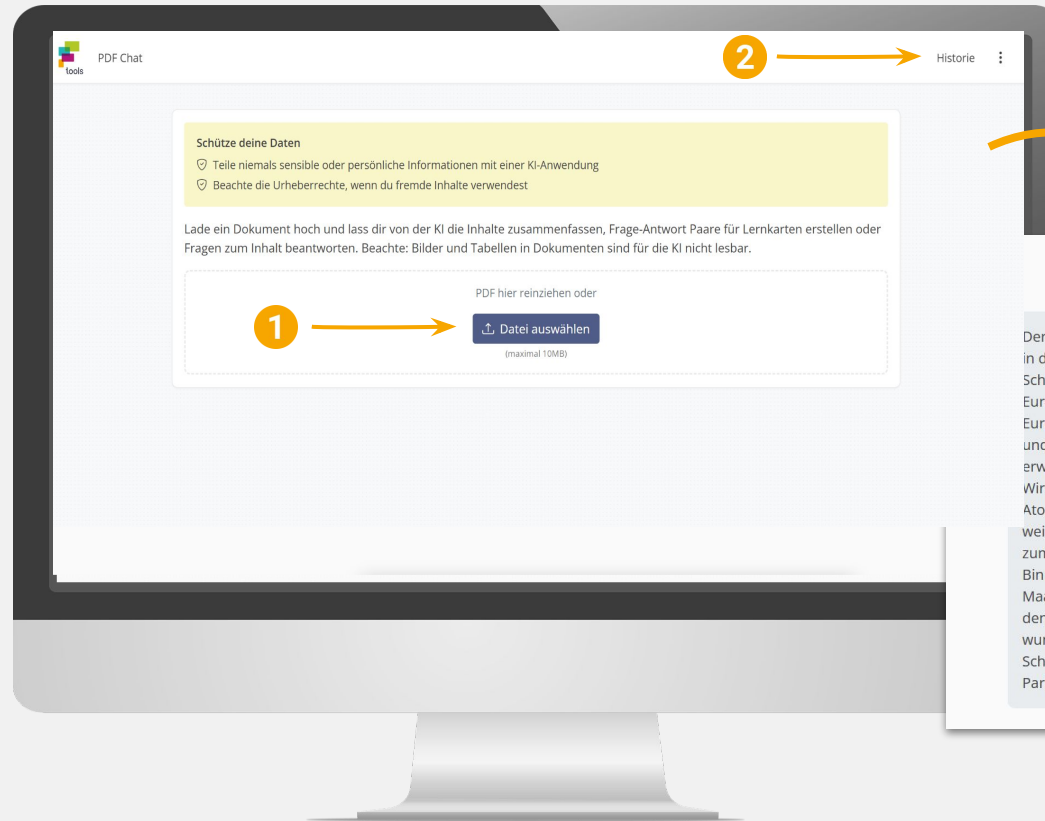 tools
PDF Chat
2
Historie
Schütze deine Daten
Teile niemals sensible oder persönliche Informationen mit einer KI-Anwendung
Beachte die Urheberrechte, wenn du fremde Inhalte verwendest
Lade ein Dokument hoch und lass dir von der KI die Inhalte zusammenfassen, Frage-Antwort Paare für Lernkarten erstellen oder
Fragen zum Inhalt beantworten. Beachte: Bilder und Tabellen in Dokumenten sind für die KI nicht lesbar.
PDF hier reinziehen oder
1
Datei auswählen
(maximal 10MB)